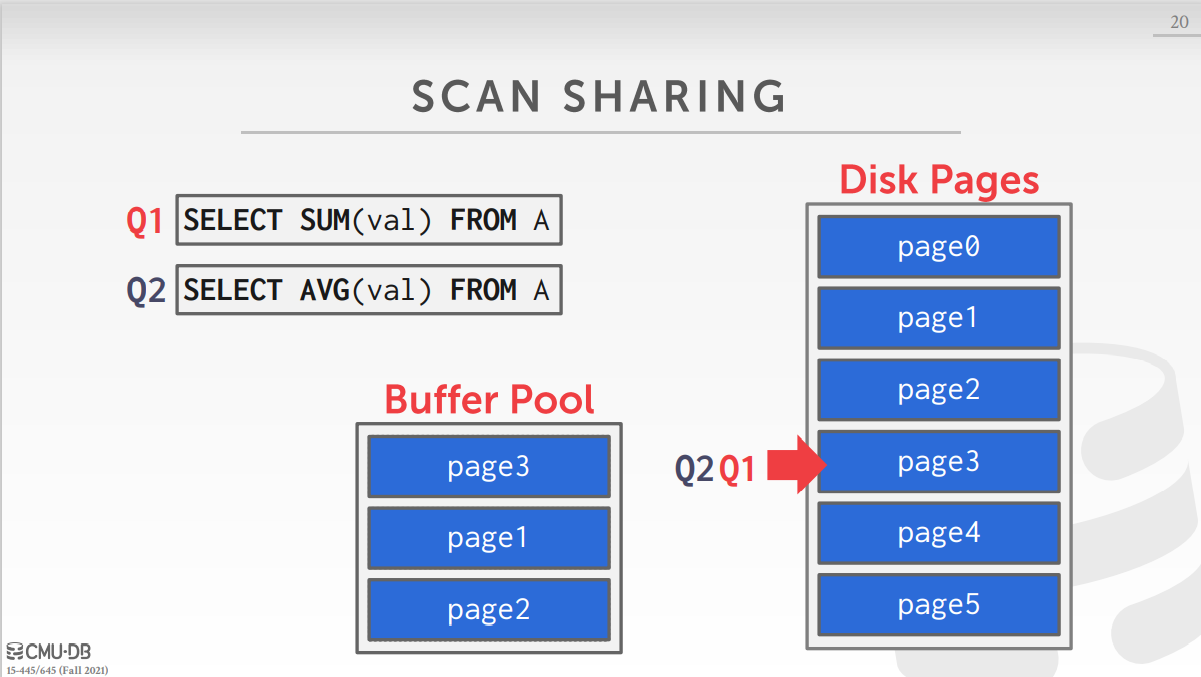 20
SCAN SHARING
Q1 SELECT SUM(val) FROM A
Q2 SELECT AVG(val) FROM A
Buffer Pool
page3
page1
page2
Disk Pages
page0
page1
page2
Q2 Q1 page3
page4
page5
CMU·DB
15-445/645 (Fall 2021)